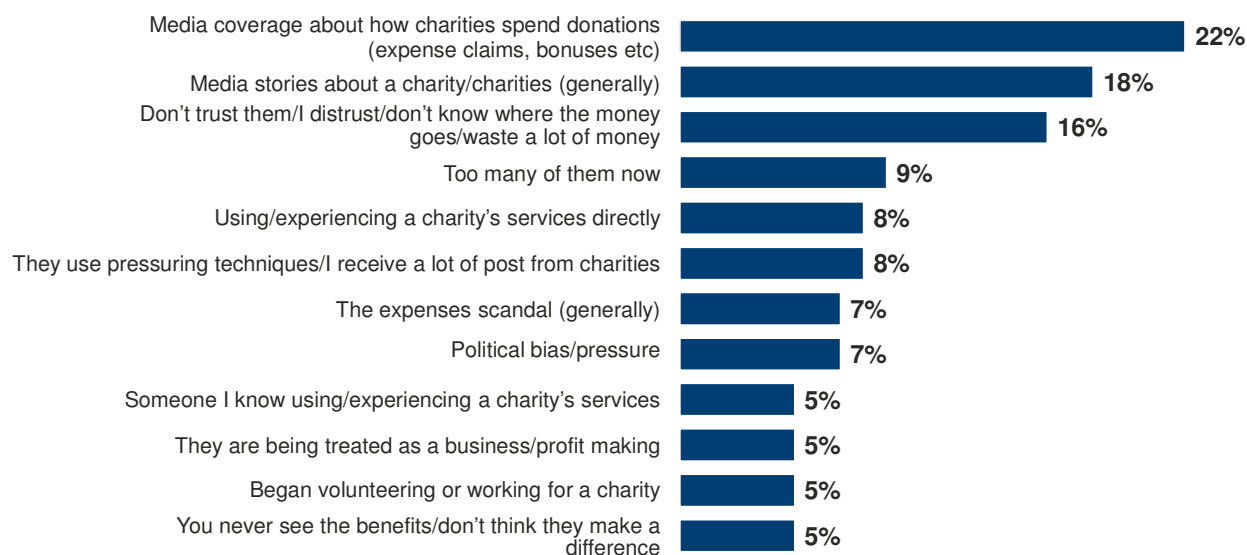 Media coverage about how charities spend donations
(expense claims, bonuses etc)
22%
Media stories about a charity/charities (generally)
18%
Don’t trust them/I distrust/don’t know where the money
goes/waste a lot of money
16%
Too many of them now
9%
Using/experiencing a charity’s services directly
8%
They use pressuring techniques/I receive a lot of post from charities
8%
The expenses scandal (generally)
7%
Political bias/pressure
7%
Someone I know using/experiencing a charity’s services
5%
They are being treated as a business/profit making
5%
Began volunteering or working for a charity
5%
You never see the benefits/don’t think they make a
difference
5%